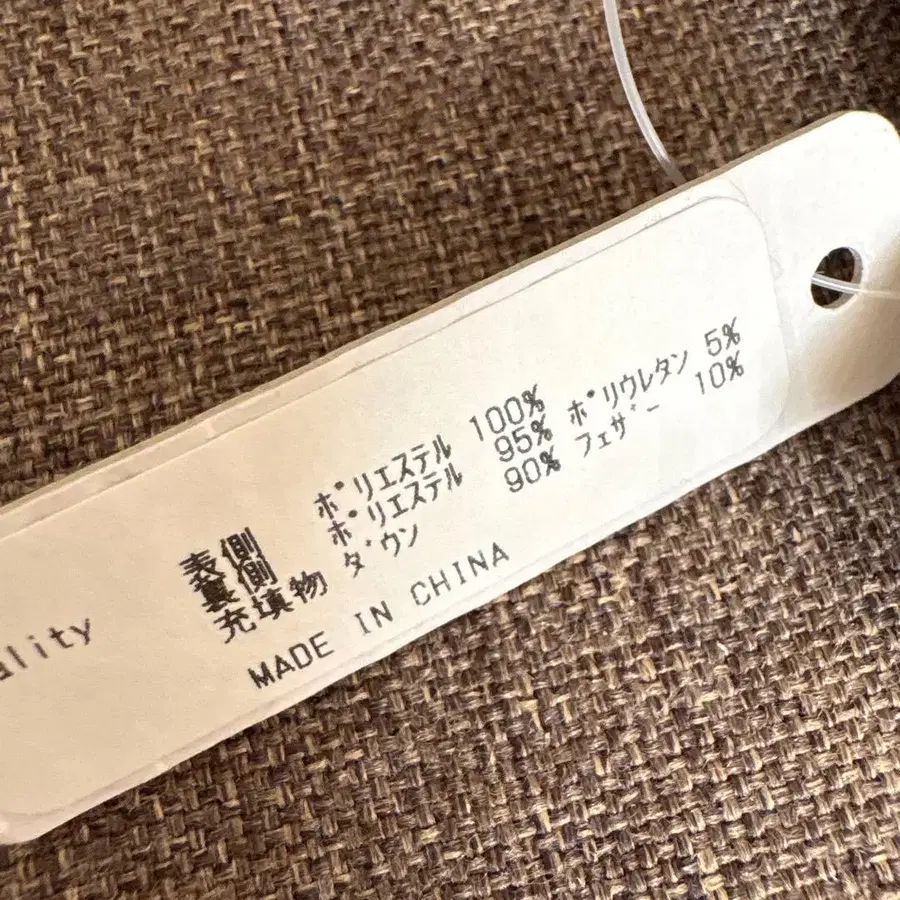 ality
表側 ポリエステル 100%
裏側 ポリエステル 95% ポリウレタン 5%
充填物 ダウン 90% フェザー 10%
MADE IN CHINA